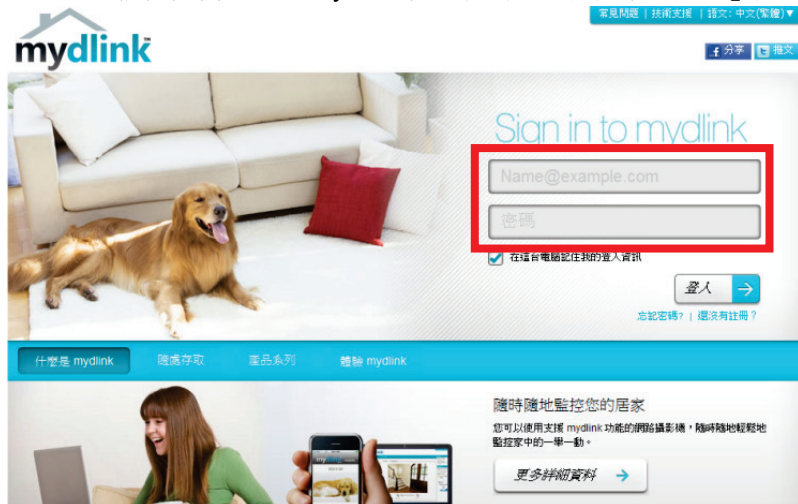 常見問題 | 技術支援 | 語文: 中文(繁體)▼
mydlink
分享 推文
Sign in to mydlink
Name@example.com
密碼
在這台電腦記住我的登入資訊
登入
忘記密碼? | 還沒有註冊?
什麼是 mydlink 隨處存取 產品系列 體驗 mydlink
隨時隨地監控您的居家
您可以使用支援 mydlink 功能的網路攝影機，隨時隨地輕鬆地
監控家中的一舉一動。
更多詳細資料